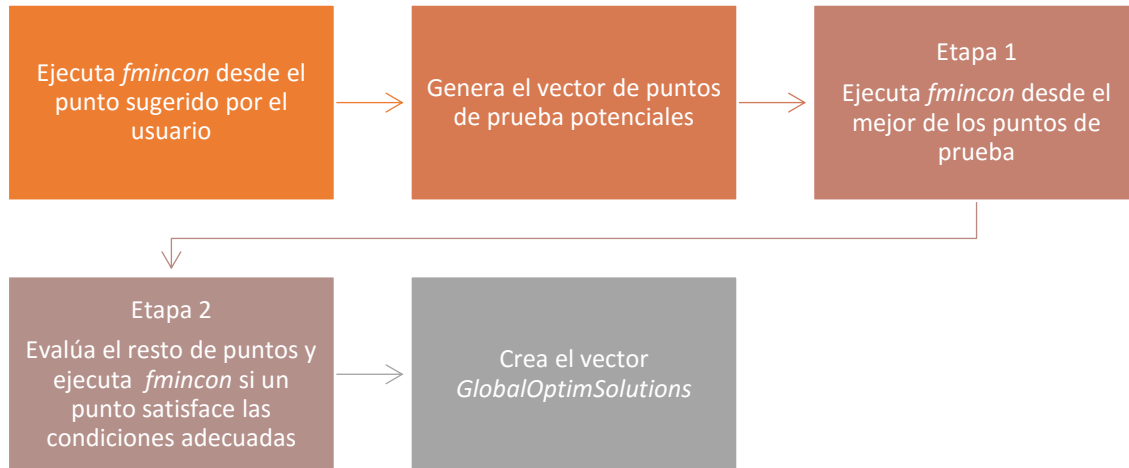 Ejecuta fmincon desde el
punto sugerido por el
usuario
Genera el vector de puntos
de prueba potenciales
Etapa 1
Ejecuta fmincon desde el
mejor de los puntos de
prueba
Etapa 2
Evalúa el resto de puntos y
ejecuta fmincon si un
punto satisface las
condiciones adecuadas
Crea el vector
GlobalOptimSolutions